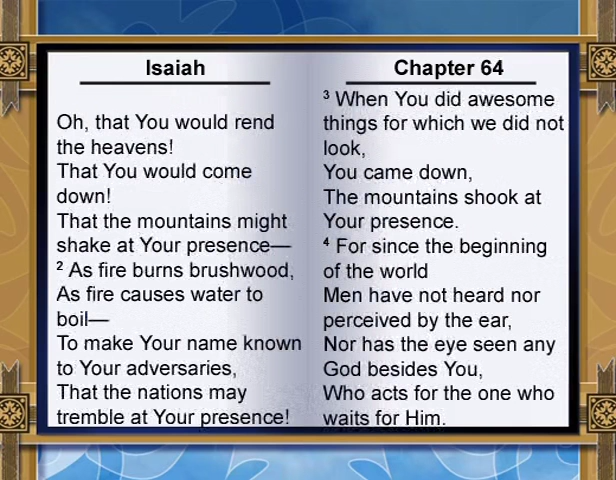 Isaiah
Oh, that You would rend
the heavens!
That You would come
down!
That the mountains might
shake at Your presence—
² As fire burns brushwood,
As fire causes water to
boil—
To make Your name known
to Your adversaries,
That the nations may
tremble at Your presence!
Chapter 64
³ When You did awesome
things for which we did not
look,
You came down,
The mountains shook at
Your presence.
⁴ For since the beginning
of the world
Men have not heard nor
perceived by the ear,
Nor has the eye seen any
God besides You,
Who acts for the one who
waits for Him.